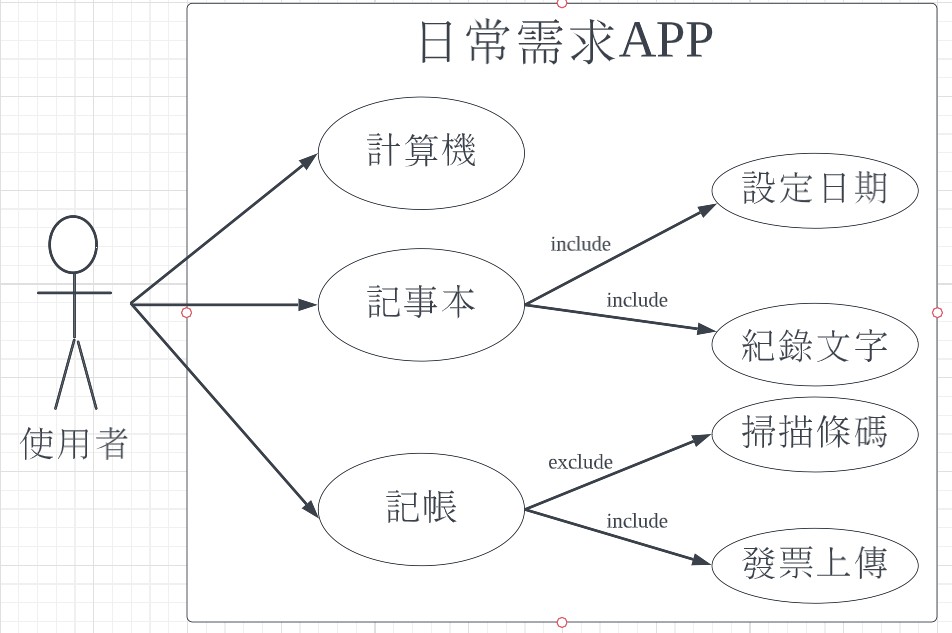 日常需求APP
計算機
設定日期
include
include
記事本
紀錄文字
掃描條碼
使用者
exclude
記帳
include
發票上傳